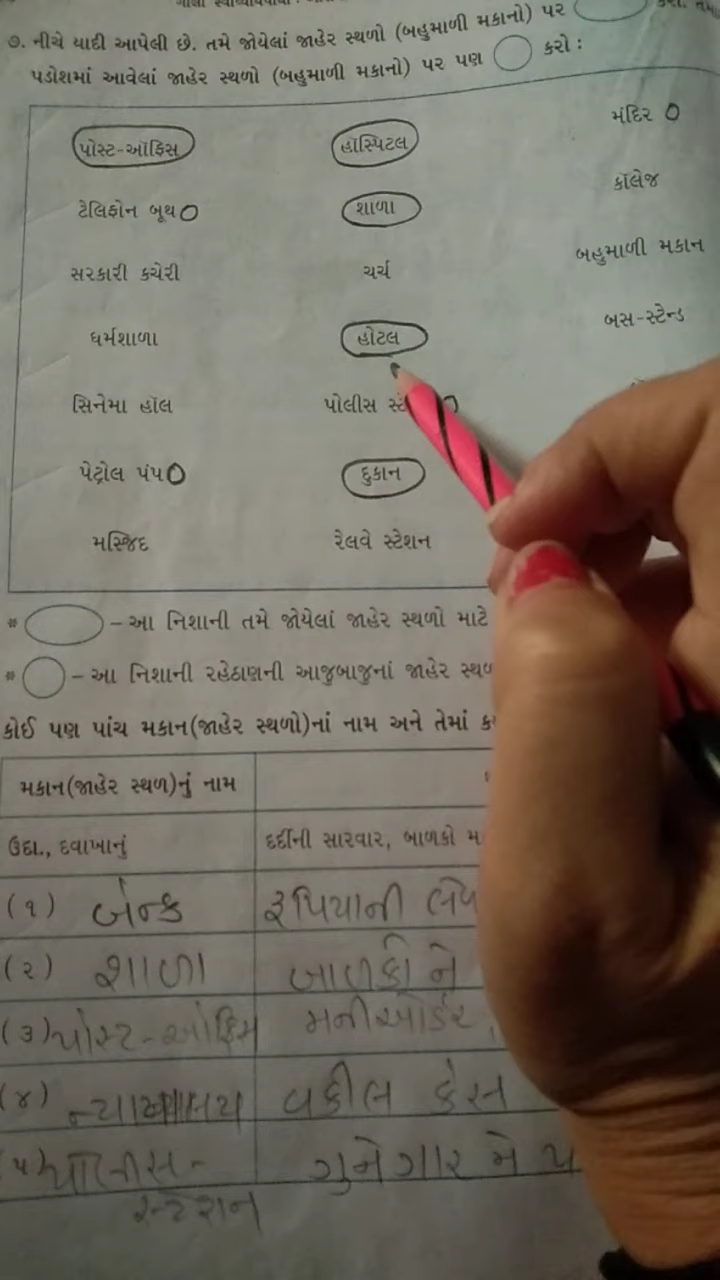 ૭. નીચે યાદી આપેલી છે. તમે જોયેલાં જાહેર સ્થળો (બહુમાળી મકાનો) પર
પડોશમાં આવેલાં જાહેર સ્થળો (બહુમાળી મકાનો) પર પણ કરો :
પોસ્ટ-ઑફિસ હૉસ્પિટલ મંદિર
ટેલિફોન બૂથ શાળા કૉલેજ
સરકારી કચેરી ચર્ચ બહુમાળી મકાન
ધર્મશાળા હોટલ બસ-સ્ટેન્ડ
સિનેમા હૉલ પોલીસ
પેટ્રોલ પંપ દુકાન
મસ્જિદ રેલવે સ્ટેશન
* – આ નિશાની તમે જોયેલાં જાહેર સ્થળો માટે
* – આ નિશાની રહેઠાણની આજુબાજુનાં જાહેર
કોઈ પણ પાંચ મકાન(જાહેર સ્થળો)નાં નામ અને તેમાં
મકાન(જાહેર સ્થળ)નું નામ
ઉદા., દવાખાનું દર્દીની સારવાર, બાળકો
(૧) બેન્ક રૂપિયાની
(૨) શાળા બાળકો ને
(૩) પોસ્ટ-ઓફિસ મનીઓર્ડર
(૪) વકીલ કેસ
(૫) પોલીસ- ગુનેગાર ને
સ્ટેશન